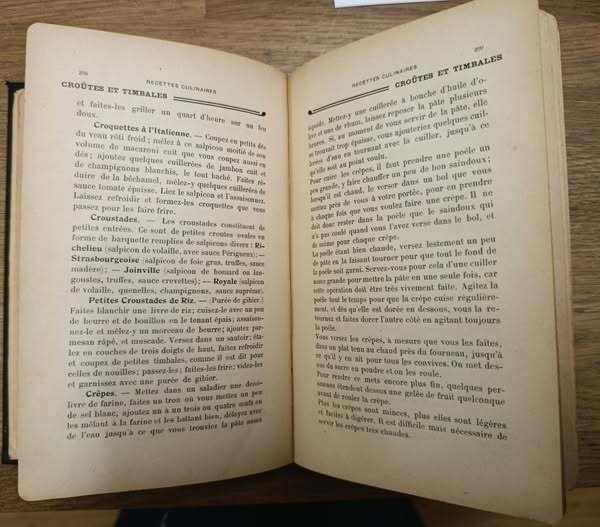 208
RECETTES CULINAIRES
CROÛTES ET TIMBALES
et faites-les griller un quart d'heure sur au feu
doux.
Croquettes à l'Italienne. — Coupez en petits dés
du veau rôti froid ; mêlez à ce salpicon moitié de son
volume de macaroni cuit que vous coupez aussi en
dés ; ajoutez quelques cuillerées de jambon cuit et
de champignons blanchis, le tout haché. Faites ré-
duire de la béchamel, mêlez-y quelques cuillerées de
sauce tomate épaisse. Liez le salpicon et l'assaisonnez.
Laissez refroidir et formez-les croquettes que vous
passez pour les faire frire.
Croustades. — Les croustades constituent de
petites entrées. Ce sont de petites croutes ovales en
forme de barquette remplies de salpicons divers : Ri-
chelieu (salpicon de volaille, avec sauce Périgueux) ; —
Strasbourgeoise (salpicon de foie gras, truffes, sauce
madère) ; — Joinville (salpicon de homard ou lan-
goustes, truffes, sauce crevettes) ; — Royale (salpicon
de volaille, quenelles, champignons, sauce suprême).
Petites Croustades de Riz. — (Purée de gibier.)
Faites blanchir une livre de riz ; cuisez-le avec un peu
de beurre et de bouillon en le tenant épais ; assaison-
nez-le et mêlez-y un morceau de beurre ; ajoutez par-
mesan râpé, et muscade. Versez dans un sautoir ; éta-
lez en couches de trois doigts de haut, faites refroidir
et coupez de petites timbales, comme il est dit pour
celles de nouilles ; passez-les ; faites-les frire ; videz-les
et garnissez avec une purée de gibier.
Crêpes. — Mettez dans un saladier une demi-
livre de farine, faites un trou où vous mettez un peu
de sel blanc, ajoutez un à un trois ou quatre œufs en
les mêlant à la farine et les battant bien, délayez avec
de l'eau jusqu'à ce que vous trouviez la pâte assez
209
RECETTES CULINAIRES
CROÛTES ET TIMBALES
liquide. Mettez-y une cuillerée à bouche d'huile d'o-
live et une de rhum, laissez reposer la pâte plusieurs
heures. Si, au moment de vous servir de la pâte, elle
se trouvait trop épaisse, vous ajouteriez quelques cuil-
lerées d'eau en tournant avec la cuiller, jusqu'à ce
qu'elle soit au point voulu.
Pour cuire les crêpes, il faut prendre une poêle un
peu grande, y faire chauffer un peu de bon saindoux ;
lorsqu'il est chaud, le verser dans un bol que vous
mettez près de vous à votre portée, pour en prendre
à chaque fois que vous voulez faire une crêpe. Il ne
doit donc rester dans la poêle que le saindoux qui
n'a pas coulé quand vous l'avez versé dans le bol, et
de même pour chaque crêpe.
La poêle étant bien chaude, versez lestement un peu
de pâte en la faisant tourner pour que tout le fond de
la poêle soit garni. Servez-vous pour cela d'une cuiller
assez grande pour mettre la pâte en une seule fois, car
cette opération doit être très vivement faite. Agitez la
poêle tout le temps pour que la crêpe cuise régulière-
ment, et dès qu'elle est dorée en dessous, vous la re-
tournez et faites dorer l'autre côté en agitant toujours
la poêle.
Vous versez les crêpes, à mesure que vous les faites,
dans un plat tenu au chaud près du fourneau, jusqu'à
ce qu'il y en ait pour tous les convives. On met des-
sus du sucre en poudre et on les roule.
Pour rendre ce mets encore plus fin, quelques per-
sonnes étendent dessus une gelée de fruit quelconque
avant de rouler la crêpe.
Plus les crêpes sont minces, plus elles sont légères
et faciles à digérer. Il est difficile mais nécessaire de
servir les crêpes très chaudes.